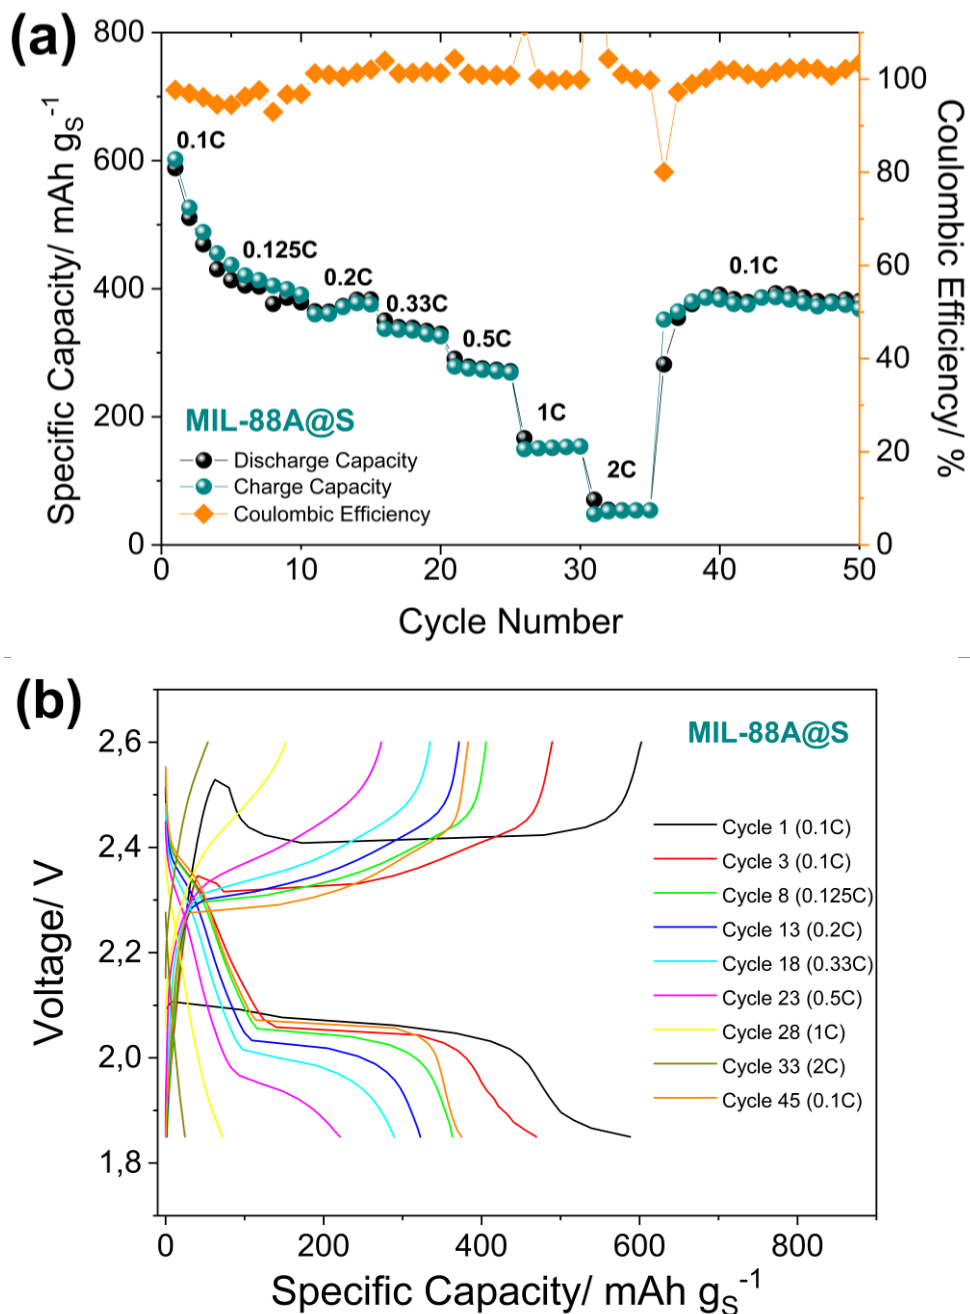 (a)
800
600
400
200
0
Specific Capacity/ mAh g_S^-1
0.1C
0.125C
0.2C
0.33C
0.5C
1C
2C
0.1C
MIL-88A@S
Discharge Capacity
Charge Capacity
Coulombic Efficiency
100
80
60
40
20
0
Coulombic Efficiency/ %
0 10 20 30 40 50
Cycle Number
(b)
MIL-88A@S
2,6
2,4
2,2
2,0
1,8
Voltage/ V
Cycle 1 (0.1C)
Cycle 3 (0.1C)
Cycle 8 (0.125C)
Cycle 13 (0.2C)
Cycle 18 (0.33C)
Cycle 23 (0.5C)
Cycle 28 (1C)
Cycle 33 (2C)
Cycle 45 (0.1C)
0 200 400 600 800
Specific Capacity/ mAh g_S^-1